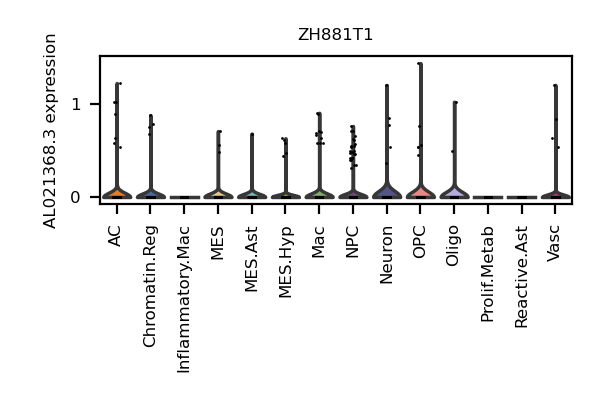 ZH881T1
AL021368.3 expression
1
0
AC
Chromatin.Reg
Inflammatory.Mac
MES
MES.Ast
MES.Hyp
Mac
NPC
Neuron
OPC
Oligo
Prolif.Metab
Reactive.Ast
Vasc